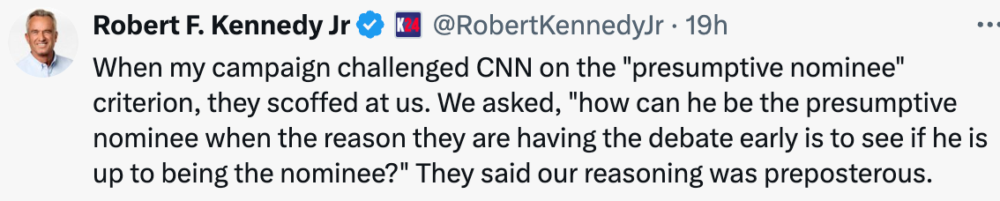 Robert F. Kennedy Jr K24 @RobertKennedyJr · 19h
When my campaign challenged CNN on the "presumptive nominee"
criterion, they scoffed at us. We asked, "how can he be the presumptive
nominee when the reason they are having the debate early is to see if he is
up to being the nominee?" They said our reasoning was preposterous.